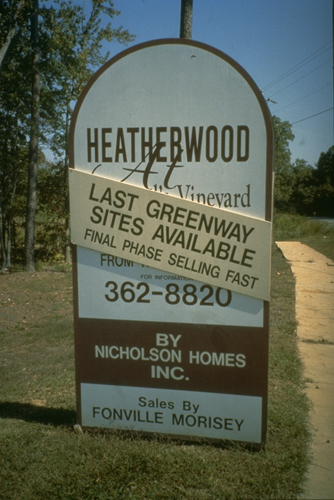 HEATHERWOOD
At
Vineyard
LAST GREENWAY
SITES AVAILABLE
FINAL PHASE SELLING FAST
FROM
FOR INFORMATION
362-8820
BY
NICHOLSON HOMES
INC.
Sales By
FONVILLE MORISEY